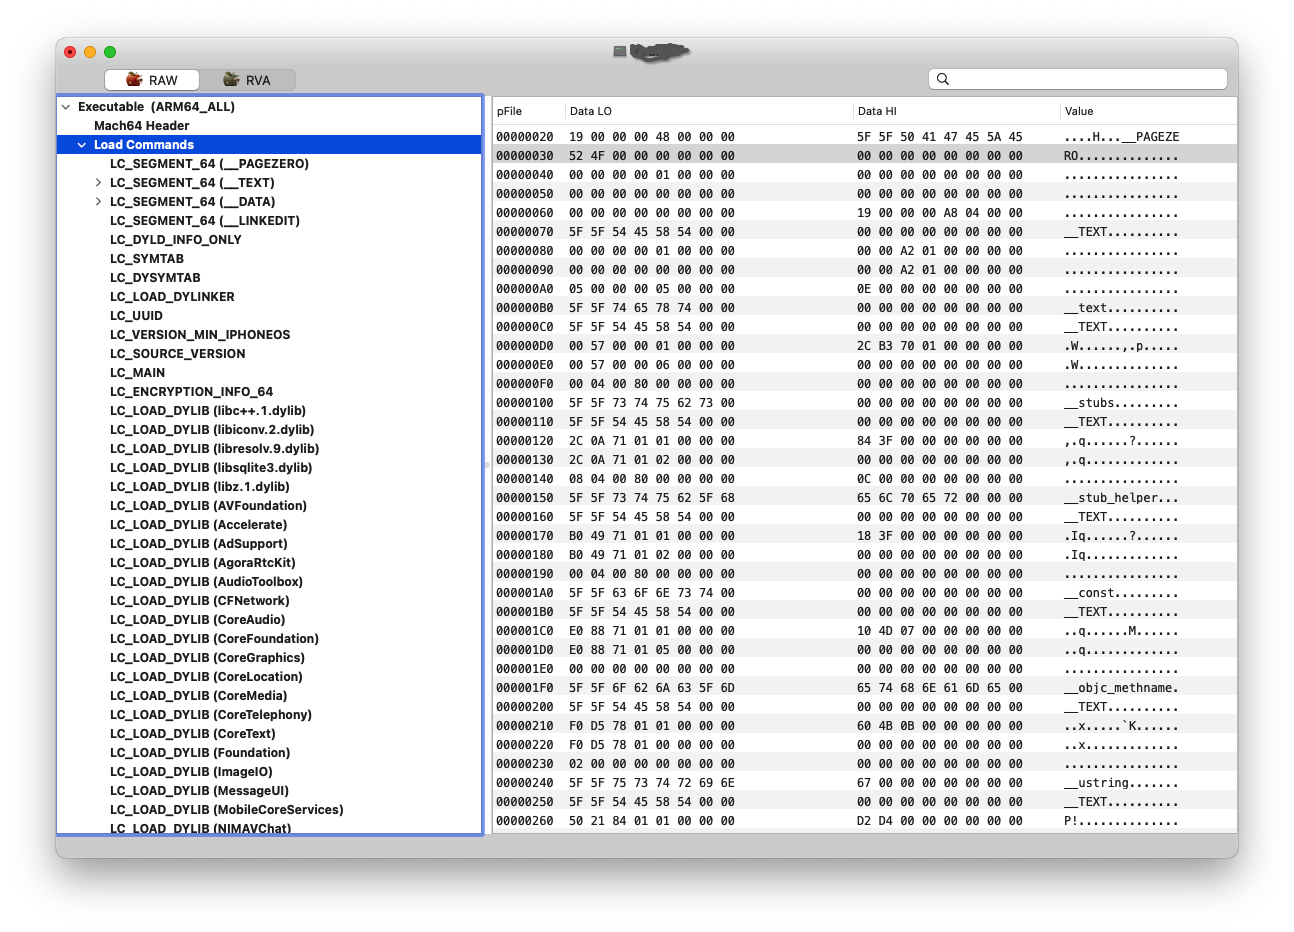 RAW RVA
Executable (ARM64_ALL)
Mach64 Header
Load Commands
LC_SEGMENT_64 (__PAGEZERO)
LC_SEGMENT_64 (__TEXT)
LC_SEGMENT_64 (__DATA)
LC_SEGMENT_64 (__LINKEDIT)
LC_DYLD_INFO_ONLY
LC_SYMTAB
LC_DYSYMTAB
LC_LOAD_DYLINKER
LC_UUID
LC_VERSION_MIN_IPHONEOS
LC_SOURCE_VERSION
LC_MAIN
LC_ENCRYPTION_INFO_64
LC_LOAD_DYLIB (libc++.1.dylib)
LC_LOAD_DYLIB (libiconv.2.dylib)
LC_LOAD_DYLIB (libresolv.9.dylib)
LC_LOAD_DYLIB (libsqlite3.dylib)
LC_LOAD_DYLIB (libz.1.dylib)
LC_LOAD_DYLIB (AVFoundation)
LC_LOAD_DYLIB (Accelerate)
LC_LOAD_DYLIB (AdSupport)
LC_LOAD_DYLIB (AgoraRtcKit)
LC_LOAD_DYLIB (AudioToolbox)
LC_LOAD_DYLIB (CFNetwork)
LC_LOAD_DYLIB (CoreAudio)
LC_LOAD_DYLIB (CoreFoundation)
LC_LOAD_DYLIB (CoreGraphics)
LC_LOAD_DYLIB (CoreLocation)
LC_LOAD_DYLIB (CoreMedia)
LC_LOAD_DYLIB (CoreTelephony)
LC_LOAD_DYLIB (CoreText)
LC_LOAD_DYLIB (Foundation)
LC_LOAD_DYLIB (ImageIO)
LC_LOAD_DYLIB (MessageUI)
LC_LOAD_DYLIB (MobileCoreServices)
LC_LOAD_DYLIB (NIMAVChat)
pFile Data LO Data HI Value
00000020 19 00 00 00 48 00 00 00 5F 5F 50 41 47 45 5A 45 ....H...__PAGEZE
00000030 52 4F 00 00 00 00 00 00 00 00 00 00 00 00 00 00 RO..............
00000040 00 00 00 00 01 00 00 00 00 00 00 00 00 00 00 00 ................
00000050 00 00 00 00 00 00 00 00 00 00 00 00 00 00 00 00 ................
00000060 00 00 00 00 00 00 00 00 19 00 00 00 A8 04 00 00 ................
00000070 5F 5F 54 45 58 54 00 00 00 00 00 00 00 00 00 00 __TEXT..........
00000080 00 00 00 00 01 00 00 00 00 00 A2 01 00 00 00 00 ................
00000090 00 00 00 00 00 00 00 00 00 00 A2 01 00 00 00 00 ................
000000A0 05 00 00 00 05 00 00 00 0E 00 00 00 00 00 00 00 ................
000000B0 5F 5F 74 65 78 74 00 00 00 00 00 00 00 00 00 00 __text..........
000000C0 5F 5F 54 45 58 54 00 00 00 00 00 00 00 00 00 00 __TEXT..........
000000D0 00 57 00 00 01 00 00 00 2C B3 70 01 00 00 00 00 .W......,.p.....
000000E0 00 57 00 00 06 00 00 00 00 00 00 00 00 00 00 00 .W..............
000000F0 00 04 00 80 00 00 00 00 00 00 00 00 00 00 00 00 ................
00000100 5F 5F 73 74 75 62 73 00 00 00 00 00 00 00 00 00 __stubs.........
00000110 5F 5F 54 45 58 54 00 00 00 00 00 00 00 00 00 00 __TEXT..........
00000120 2C 0A 71 01 01 00 00 00 84 3F 00 00 00 00 00 00 ,.q......?......
00000130 2C 0A 71 01 02 00 00 00 00 00 00 00 00 00 00 00 ,.q.............
00000140 08 04 00 80 00 00 00 00 0C 00 00 00 00 00 00 00 ................
00000150 5F 5F 73 74 75 62 5F 68 65 6C 70 65 72 00 00 00 __stub_helper...
00000160 5F 5F 54 45 58 54 00 00 00 00 00 00 00 00 00 00 __TEXT..........
00000170 B0 49 71 01 01 00 00 00 18 3F 00 00 00 00 00 00 .Iq......?......
00000180 B0 49 71 01 02 00 00 00 00 00 00 00 00 00 00 00 .Iq.............
00000190 00 04 00 80 00 00 00 00 00 00 00 00 00 00 00 00 ................
000001A0 5F 5F 63 6F 6E 73 74 00 00 00 00 00 00 00 00 00 __const.........
000001B0 5F 5F 54 45 58 54 00 00 00 00 00 00 00 00 00 00 __TEXT..........
000001C0 E0 88 71 01 01 00 00 00 10 4D 07 00 00 00 00 00 ..q......M......
000001D0 E0 88 71 01 05 00 00 00 00 00 00 00 00 00 00 00 ..q.............
000001E0 00 00 00 00 00 00 00 00 00 00 00 00 00 00 00 00 ................
000001F0 5F 5F 6F 62 6A 63 5F 6D 65 74 68 6E 61 6D 65 00 __objc_methname.
00000200 5F 5F 54 45 58 54 00 00 00 00 00 00 00 00 00 00 __TEXT..........
00000210 F0 D5 78 01 01 00 00 00 60 4B 0B 00 00 00 00 00 ..x.....`K......
00000220 F0 D5 78 01 00 00 00 00 00 00 00 00 00 00 00 00 ..x.............
00000230 02 00 00 00 00 00 00 00 00 00 00 00 00 00 00 00 ................
00000240 5F 5F 75 73 74 72 69 6E 67 00 00 00 00 00 00 00 __ustring.......
00000250 5F 5F 54 45 58 54 00 00 00 00 00 00 00 00 00 00 __TEXT..........
00000260 50 21 84 01 01 00 00 00 D2 D4 00 00 00 00 00 00 P!..............